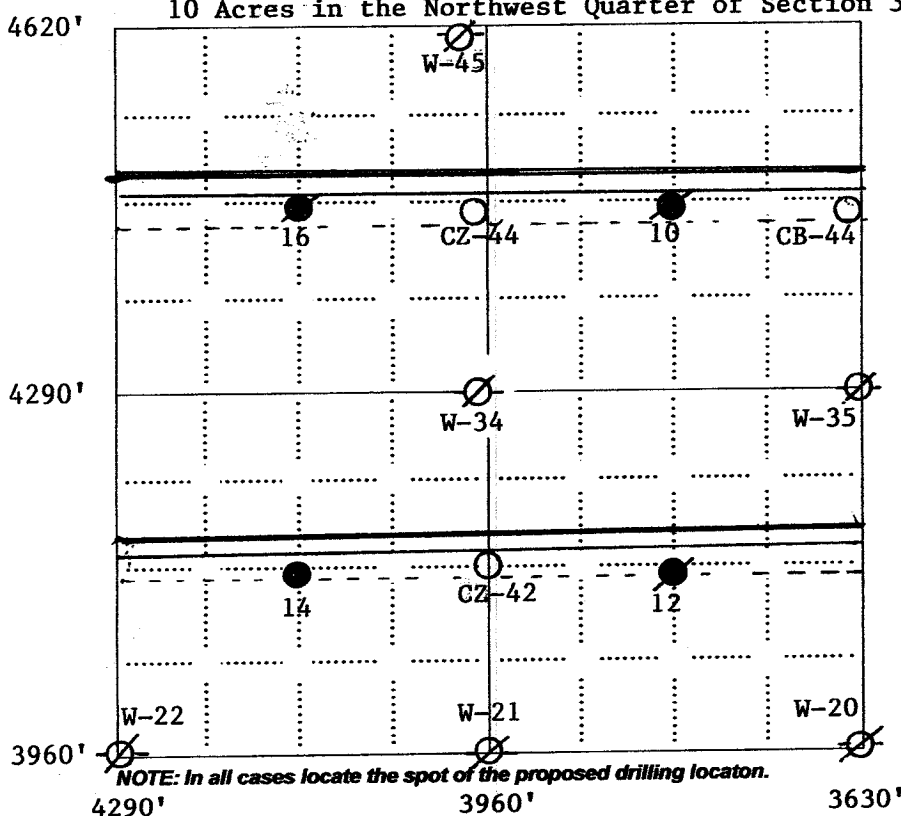 10 Acres in the Northwest Quarter of Section 3
4620'
W-45
16 CZ-44 10 CB-44
4290'
W-34 W-35
14 CZ-42 12
W-22 W-21 W-20
3960'
NOTE: In all cases locate the spot of the proposed drilling locaton.
4290' 3960' 3630'